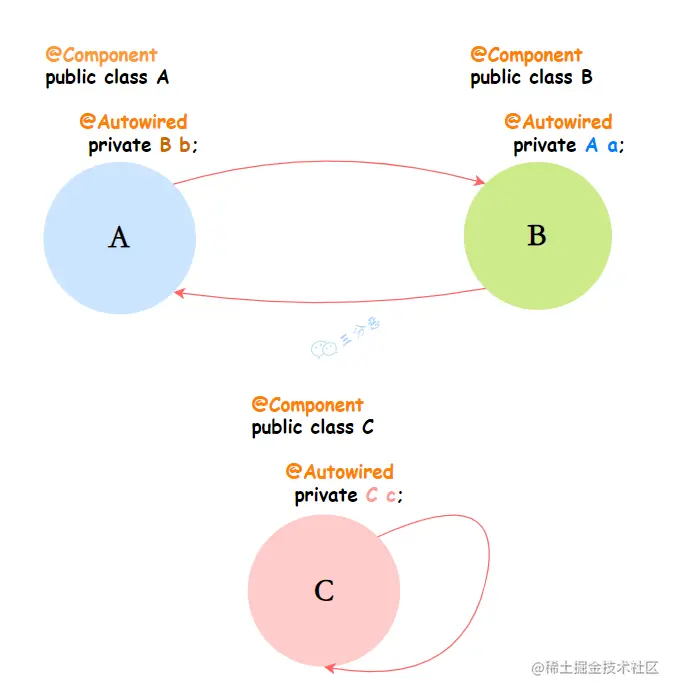 @Component
public class A
@Autowired
private B b;
A
@Component
public class B
@Autowired
private A a;
B
三分恶
@Component
public class C
@Autowired
private C c;
C
@稀土掘金技术社区